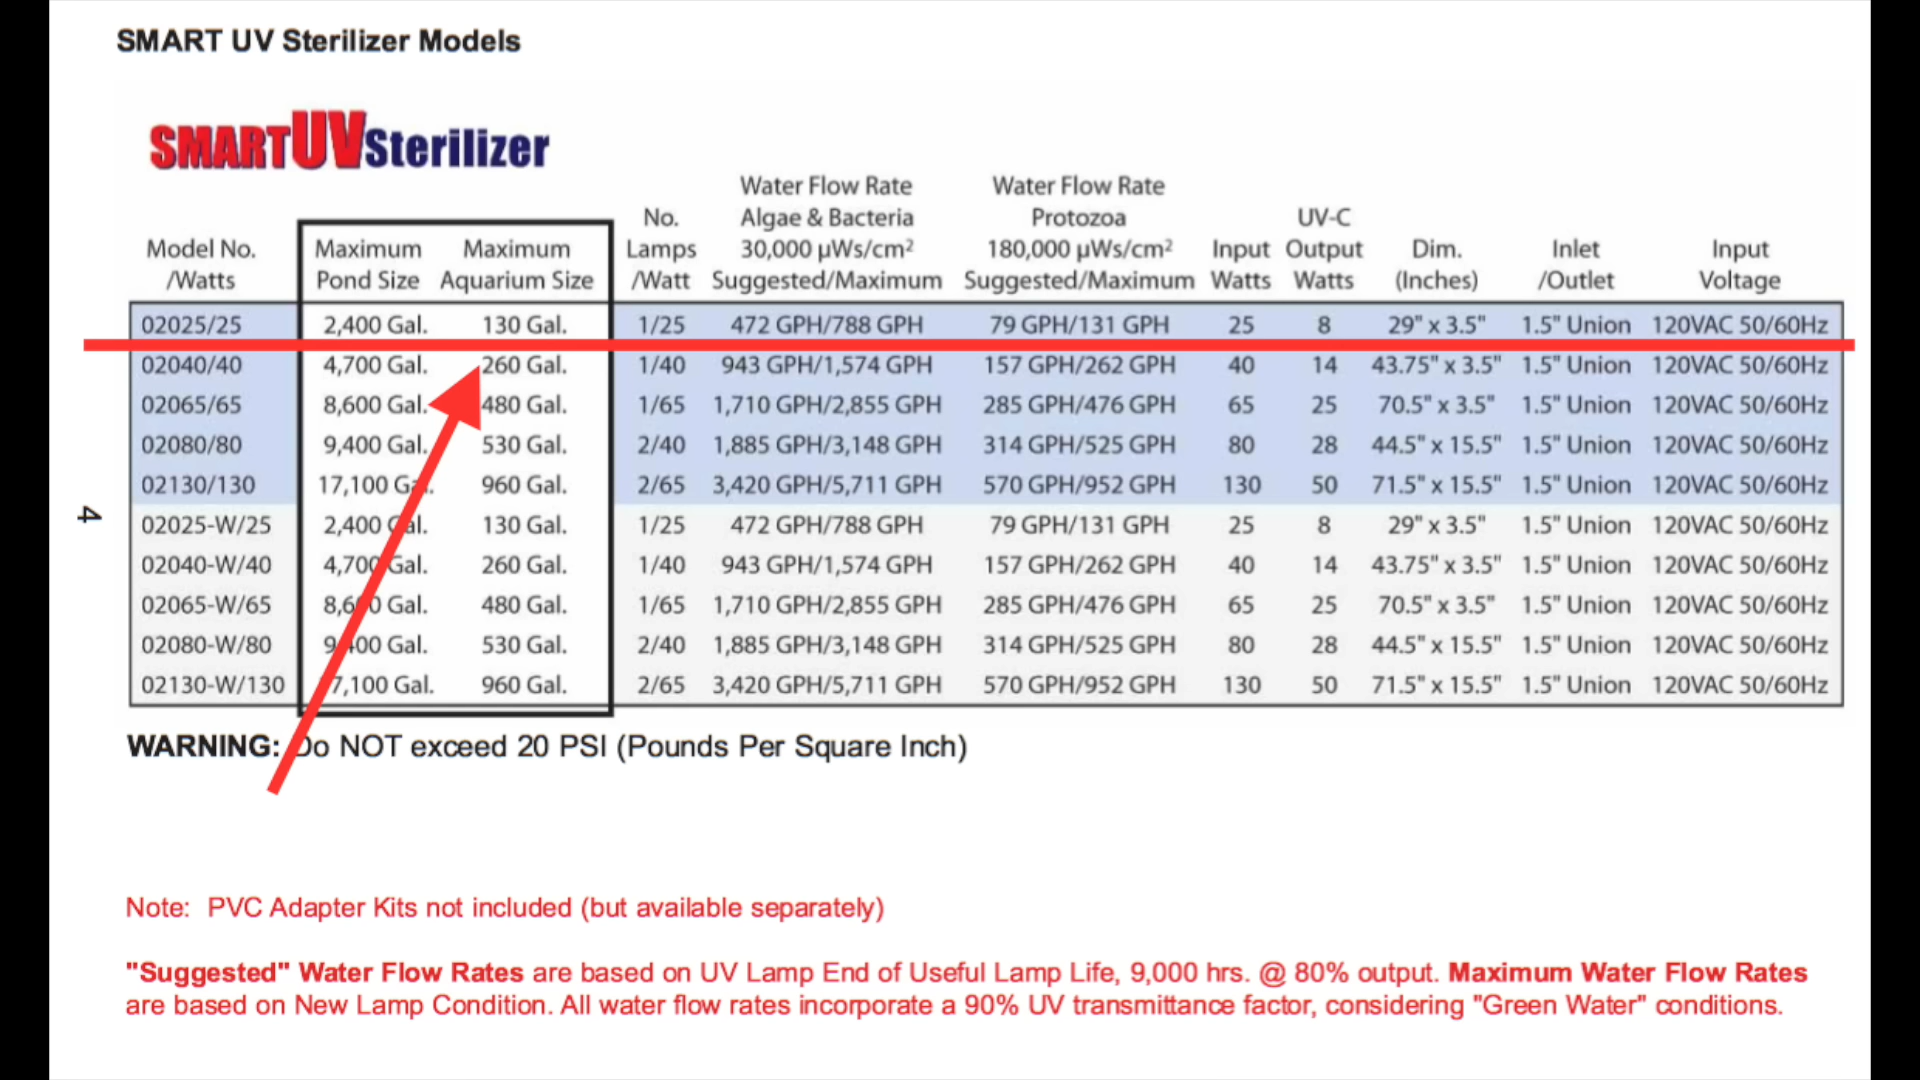 SMART UV Sterilizer Models
SMARTUVSterilizer
Model No. /Watts Maximum Pond Size Maximum Aquarium Size No. Lamps /Watt Water Flow Rate Algae & Bacteria 30,000 µWs/cm² Suggested/Maximum Water Flow Rate Protozoa 180,000 µWs/cm² Suggested/Maximum Input Watts UV-C Output Watts Dim. (Inches) Inlet /Outlet Input Voltage
02025/25 2,400 Gal. 130 Gal. 1/25 472 GPH/788 GPH 79 GPH/131 GPH 25 8 29" x 3.5" 1.5" Union 120VAC 50/60Hz
02040/40 4,700 Gal. 260 Gal. 1/40 943 GPH/1,574 GPH 157 GPH/262 GPH 40 14 43.75" x 3.5" 1.5" Union 120VAC 50/60Hz
02065/65 8,600 Gal. 480 Gal. 1/65 1,710 GPH/2,855 GPH 285 GPH/476 GPH 65 25 70.5" x 3.5" 1.5" Union 120VAC 50/60Hz
02080/80 9,400 Gal. 530 Gal. 2/40 1,885 GPH/3,148 GPH 314 GPH/525 GPH 80 28 44.5" x 15.5" 1.5" Union 120VAC 50/60Hz
02130/130 17,100 Gal. 960 Gal. 2/65 3,420 GPH/5,711 GPH 570 GPH/952 GPH 130 50 71.5" x 15.5" 1.5" Union 120VAC 50/60Hz
4
02025-W/25 2,400 Gal. 130 Gal. 1/25 472 GPH/788 GPH 79 GPH/131 GPH 25 8 29" x 3.5" 1.5" Union 120VAC 50/60Hz
02040-W/40 4,700 Gal. 260 Gal. 1/40 943 GPH/1,574 GPH 157 GPH/262 GPH 40 14 43.75" x 3.5" 1.5" Union 120VAC 50/60Hz
02065-W/65 8,600 Gal. 480 Gal. 1/65 1,710 GPH/2,855 GPH 285 GPH/476 GPH 65 25 70.5" x 3.5" 1.5" Union 120VAC 50/60Hz
02080-W/80 9,400 Gal. 530 Gal. 2/40 1,885 GPH/3,148 GPH 314 GPH/525 GPH 80 28 44.5" x 15.5" 1.5" Union 120VAC 50/60Hz
02130-W/130 17,100 Gal. 960 Gal. 2/65 3,420 GPH/5,711 GPH 570 GPH/952 GPH 130 50 71.5" x 15.5" 1.5" Union 120VAC 50/60Hz
WARNING: Do NOT exceed 20 PSI (Pounds Per Square Inch)
Note: PVC Adapter Kits not included (but available separately)
"Suggested" Water Flow Rates are based on UV Lamp End of Useful Lamp Life, 9,000 hrs. @ 80% output. Maximum Water Flow Rates
are based on New Lamp Condition. All water flow rates incorporate a 90% UV transmittance factor, considering "Green Water" conditions.